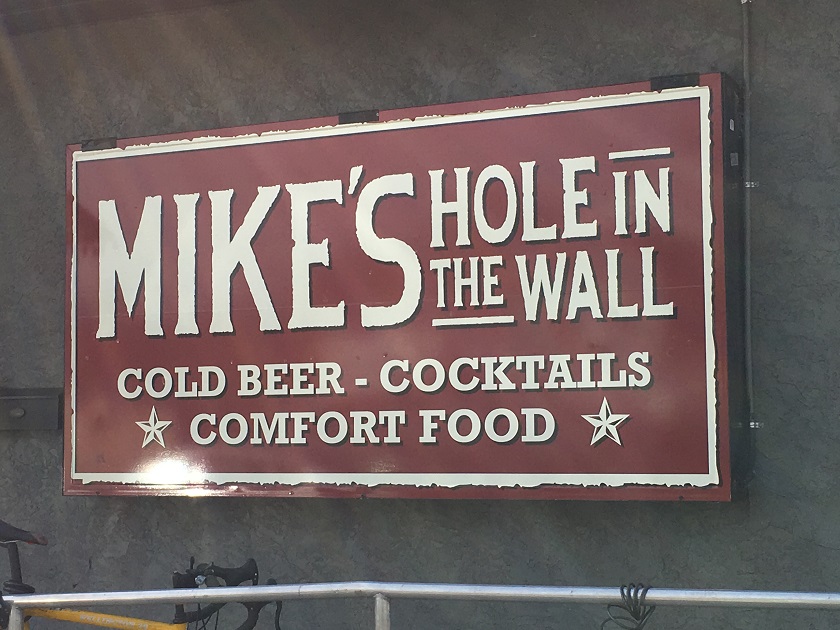 MIKE'S HOLE IN
THE WALL
COLD BEER - COCKTAILS
COMFORT FOOD